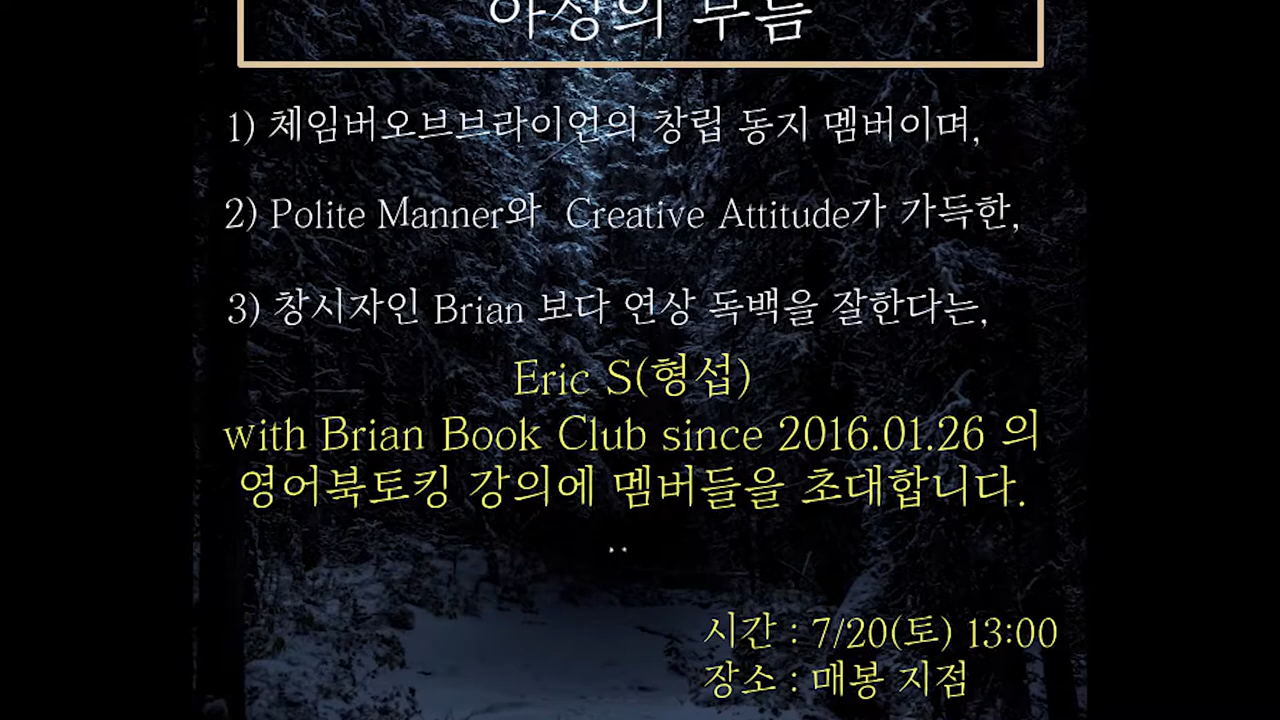 야성의 부름
1) 체임버오브브라이언의 창립 동지 멤버이며,
2) Polite Manner와 Creative Attitude가 가득한,
3) 창시자인 Brian 보다 연상 독백을 잘한다는,
Eric S(형섭)
with Brian Book Club since 2016.01.26 의
영어북토킹 강의에 멤버들을 초대합니다.
..
시간 : 7/20(토) 13:00
장소 : 매봉 지점